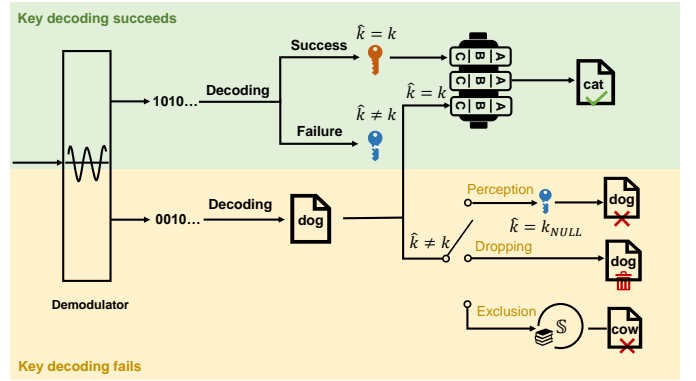 Key decoding succeeds
Success
k̂ = k
1010...
Decoding
Failure
k̂ ≠ k
k̂ = k
C | B | A
C | B | A
C | B | A
cat
0010...
Decoding
dog
k̂ ≠ k
Perception
k̂ = k_NULL
dog
Dropping
dog
Exclusion
𝕊
cow
Demodulator
Key decoding fails